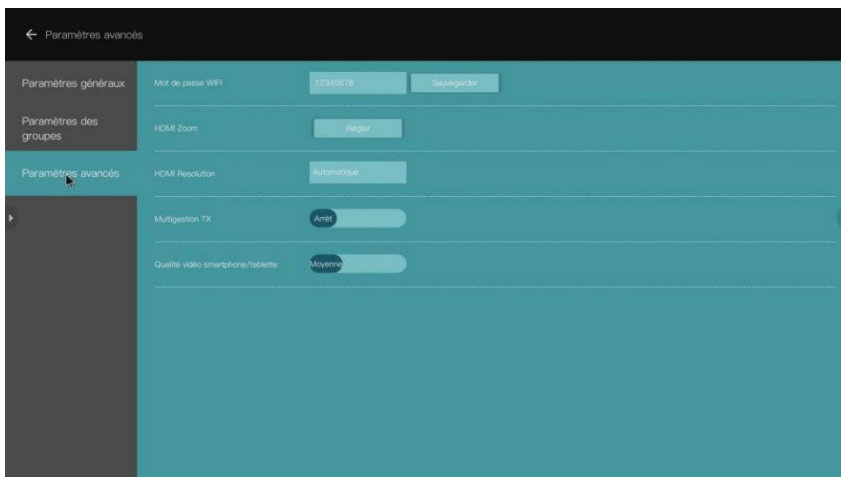 Paramètres avancés
Paramètres généraux
Paramètres des
groupes
Paramètres avancés
Mot de passe WIFI
12345678
Sauvegarder
HDMI Zoom
Régler
HDMI Resolution
Automatique
Multigestion TX
Arrêt
Qualité vidéo smartphone/tablette
Moyenne